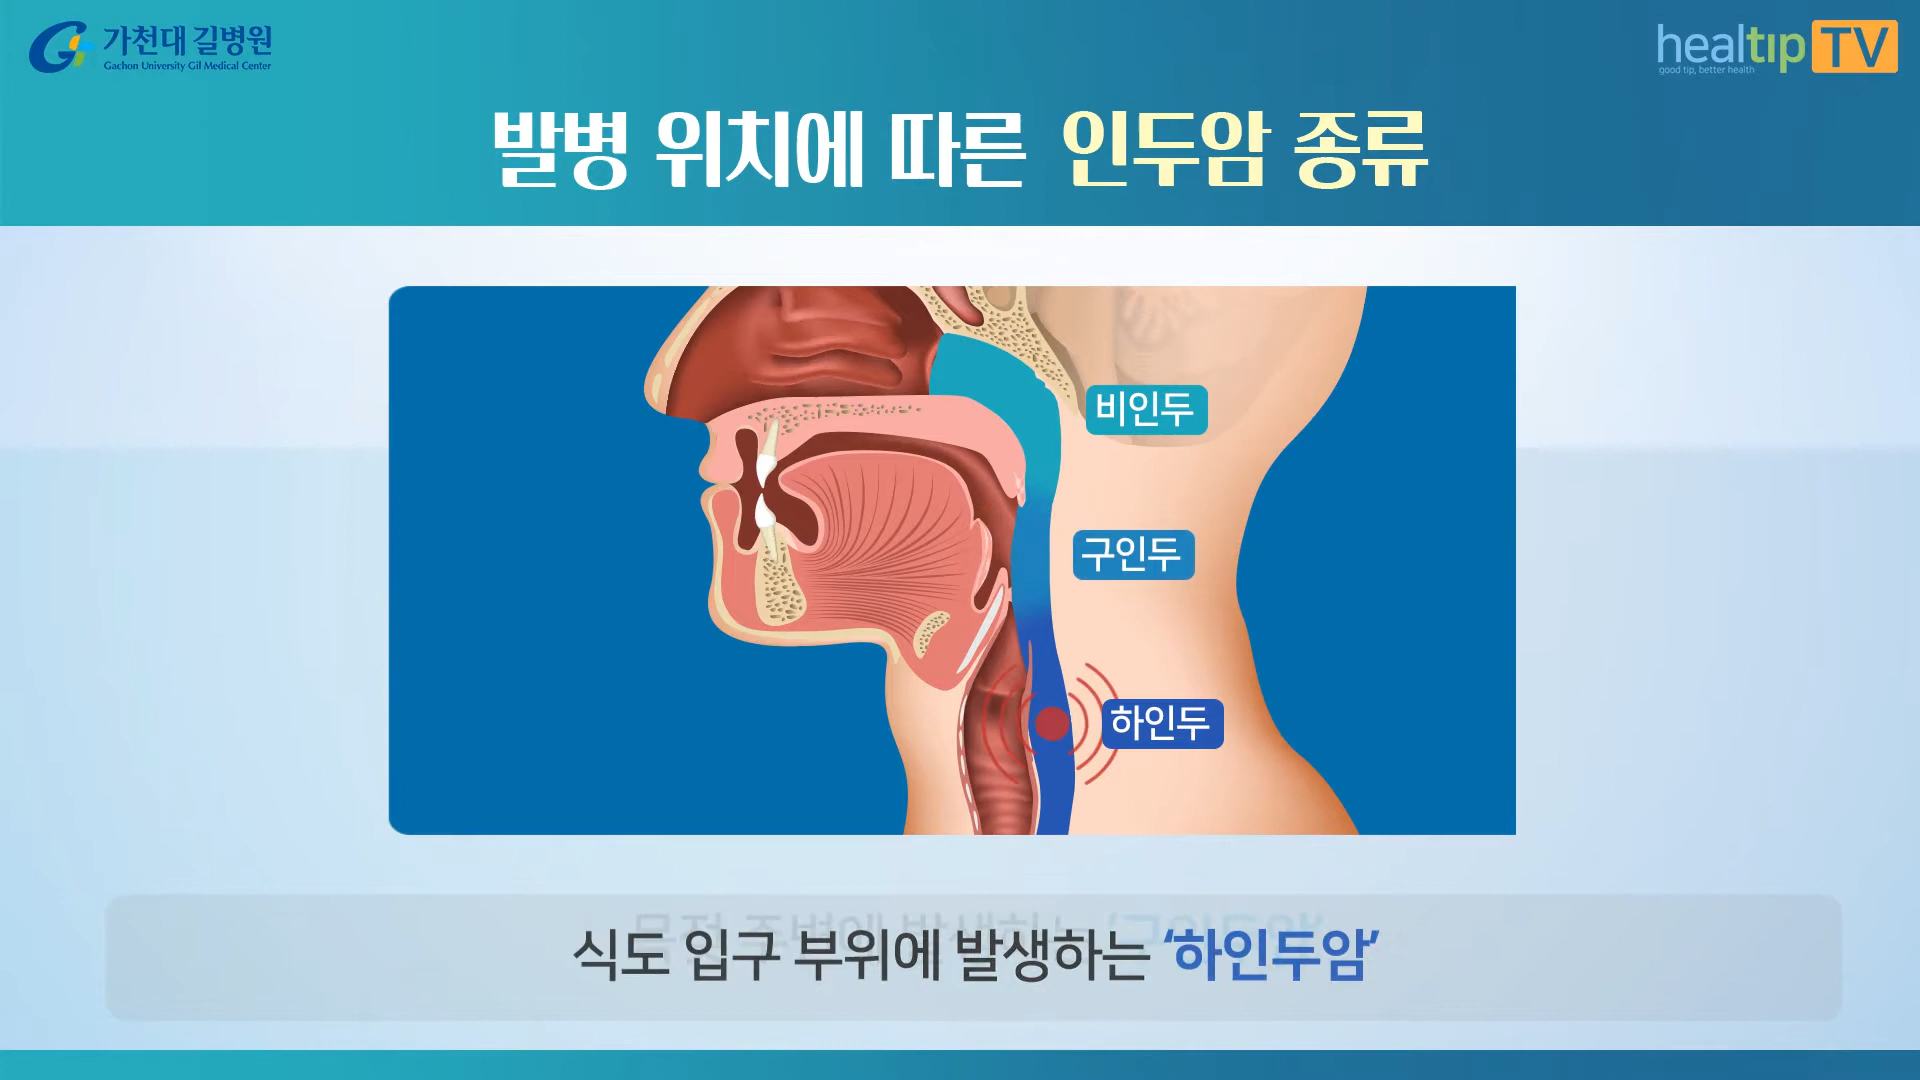 가천대 길병원
Gachon University Gil Medical Center
healtip TV
good tip, better health
발병 위치에 따른 인두암 종류
비인두
구인두
하인두
식도 입구 부위에 발생하는 ‘하인두암’